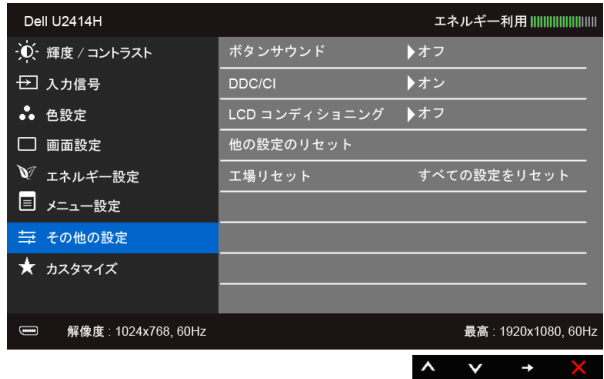 Dell U2414H エネルギー利用
輝度 / コントラスト ボタンサウンド オフ
入力信号 DDC/CI オン
色設定 LCD コンディショニング オフ
画面設定 他の設定のリセット
エネルギー設定 工場リセット すべての設定をリセット
メニュー設定
その他の設定
カスタマイズ
解像度 : 1024x768, 60Hz 最高 : 1920x1080, 60Hz